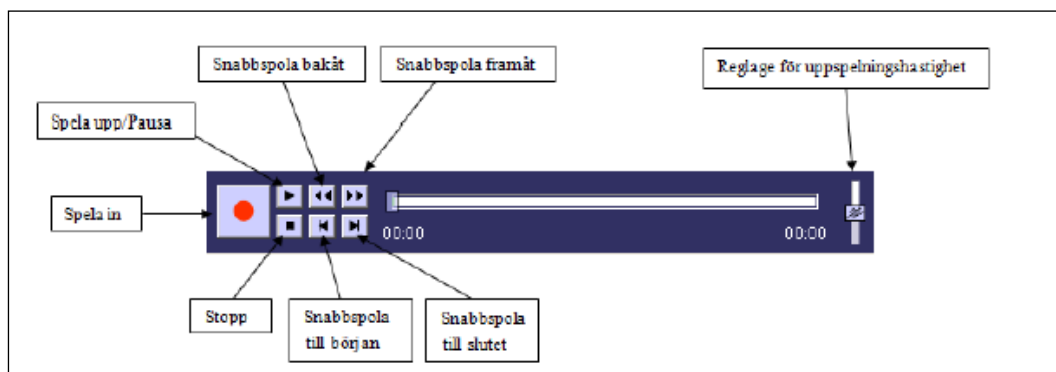 Snabbspola bakåt
Snabbspola framåt
Reglage för uppspelningshastighet
Spela upp/Pausa
Spela in
00:00
00:00
Stopp
Snabbspola
till början
Snabbspola
till slutet